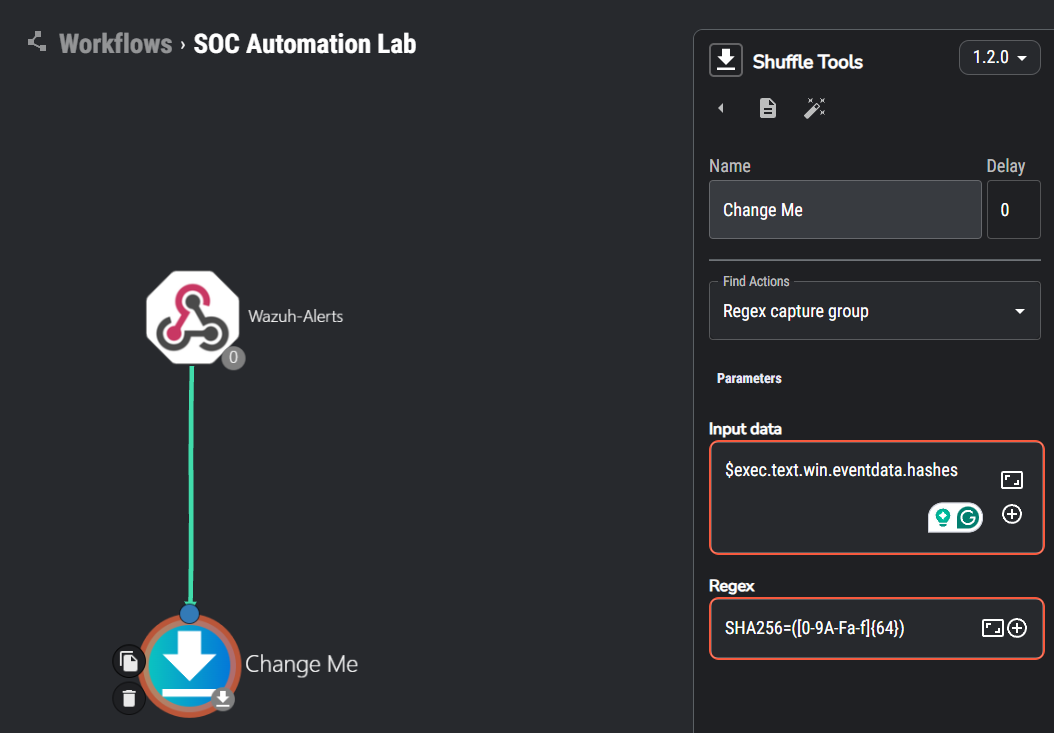 Workflows › SOC Automation Lab
Shuffle Tools
1.2.0
Name
Delay
Change Me
0
Find Actions
Regex capture group
Parameters
Input data
$exec.text.win.eventdata.hashes
Regex
SHA256=([0-9A-Fa-f]{64})
Wazuh-Alerts
0
Change Me